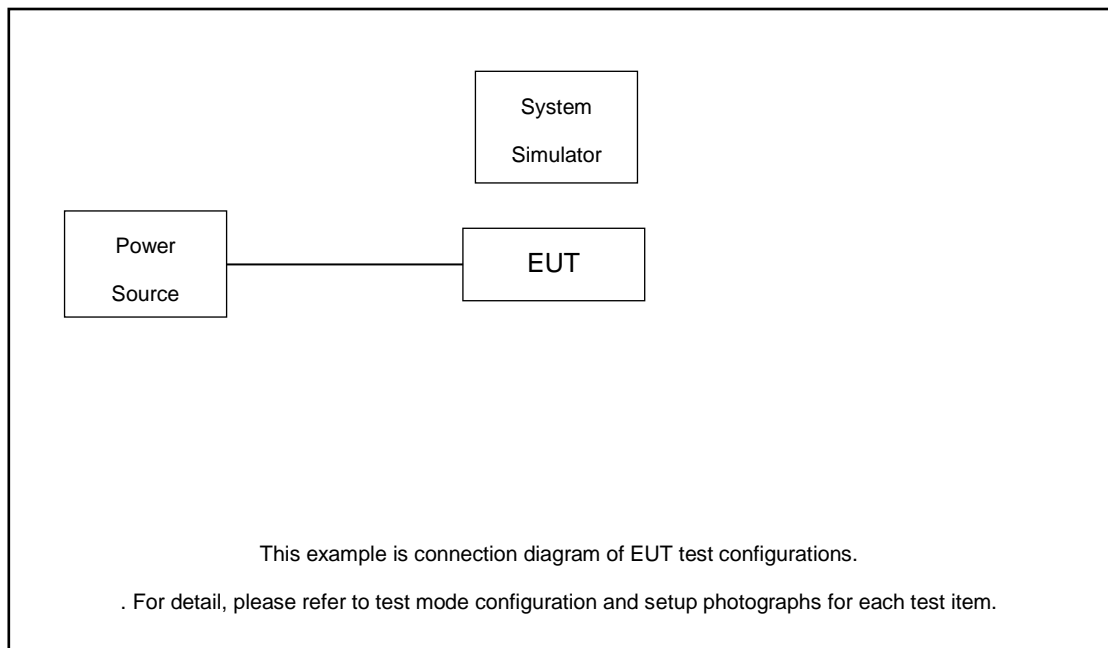 System
Simulator
Power
Source
EUT
This example is connection diagram of EUT test configurations.
. For detail, please refer to test mode configuration and setup photographs for each test item.